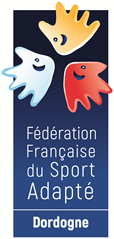 Fédération
Française
du Sport
Adapté
Dordogne